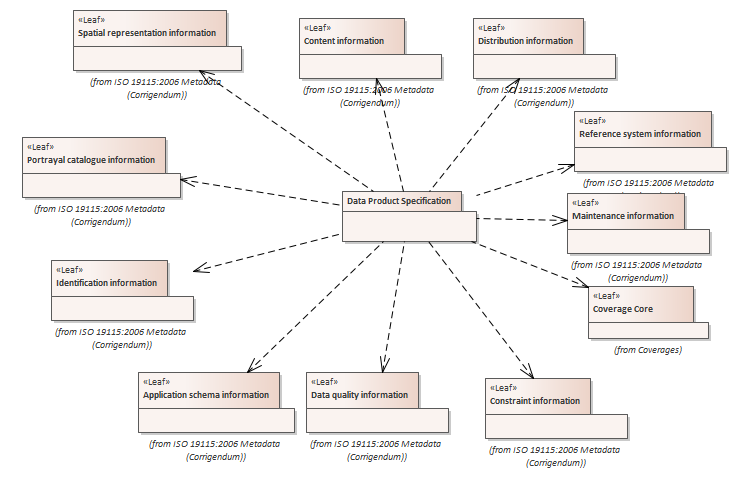 «Leaf»
Spatial representation information
(from ISO 19115:2006 Metadata
(Corrigendum))
«Leaf»
Content information
(from ISO 19115:2006 Metadata
(Corrigendum))
«Leaf»
Distribution information
(from ISO 19115:2006 Metadata
(Corrigendum))
«Leaf»
Reference system information
(from ISO 19115:2006 Metadata
«Leaf»
Portrayal catalogue information
(from ISO 19115:2006 Metadata
(Corrigendum))
Data Product Specification
«Leaf»
Maintenance information
(from ISO 19115:2006 Metadata
(Corrigendum))
«Leaf»
Identification information
(from ISO 19115:2006 Metadata
(Corrigendum))
«Leaf»
Coverage Core
(from Coverages)
«Leaf»
Application schema information
(from ISO 19115:2006 Metadata
(Corrigendum))
«Leaf»
Data quality information
(from ISO 19115:2006 Metadata
(Corrigendum))
«Leaf»
Constraint information
(from ISO 19115:2006 Metadata
(Corrigendum))